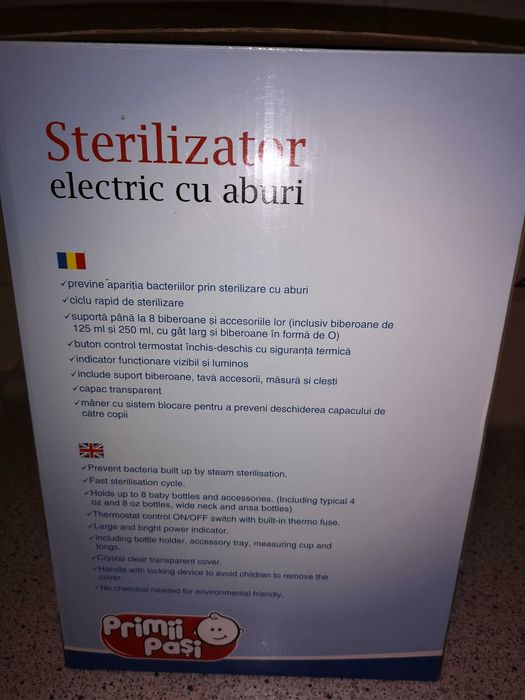 Sterilizator
electric cu aburi
✓previne apariția bacteriilor prin sterilizare cu aburi
✓ciclu rapid de sterilizare
✓suportă până la 8 biberoane și accesoriile lor (inclusiv biberoane de
125 ml și 250 ml, cu gât larg și biberoane în formă de O)
✓buton control termostat închis-deschis cu siguranță termică
✓indicator funcționare vizibil și luminos
✓include suport biberoane, tavă accesorii, măsură și clești
✓capac transparent
✓mâner cu sistem blocare pentru a preveni deschiderea capacului de
către copii
✓Prevent bacteria built up by steam sterilisation.
✓Fast sterilisation cycle.
✓Holds up to 8 baby bottles and accessories. (Including typical 4
oz and 8 oz bottles, wide neck and ansa bottles)
✓Thermostat control ON/OFF switch with built-in thermo fuse.
✓Large and bright power indicator.
✓Including bottle holder, accessory tray, measuring cup and
tongs.
✓Crystal clear transparent cover.
✓Handle with locking device to avoid children to remove the
cover.
✓No chemical needed for environmental friendly.
Primii
Pași